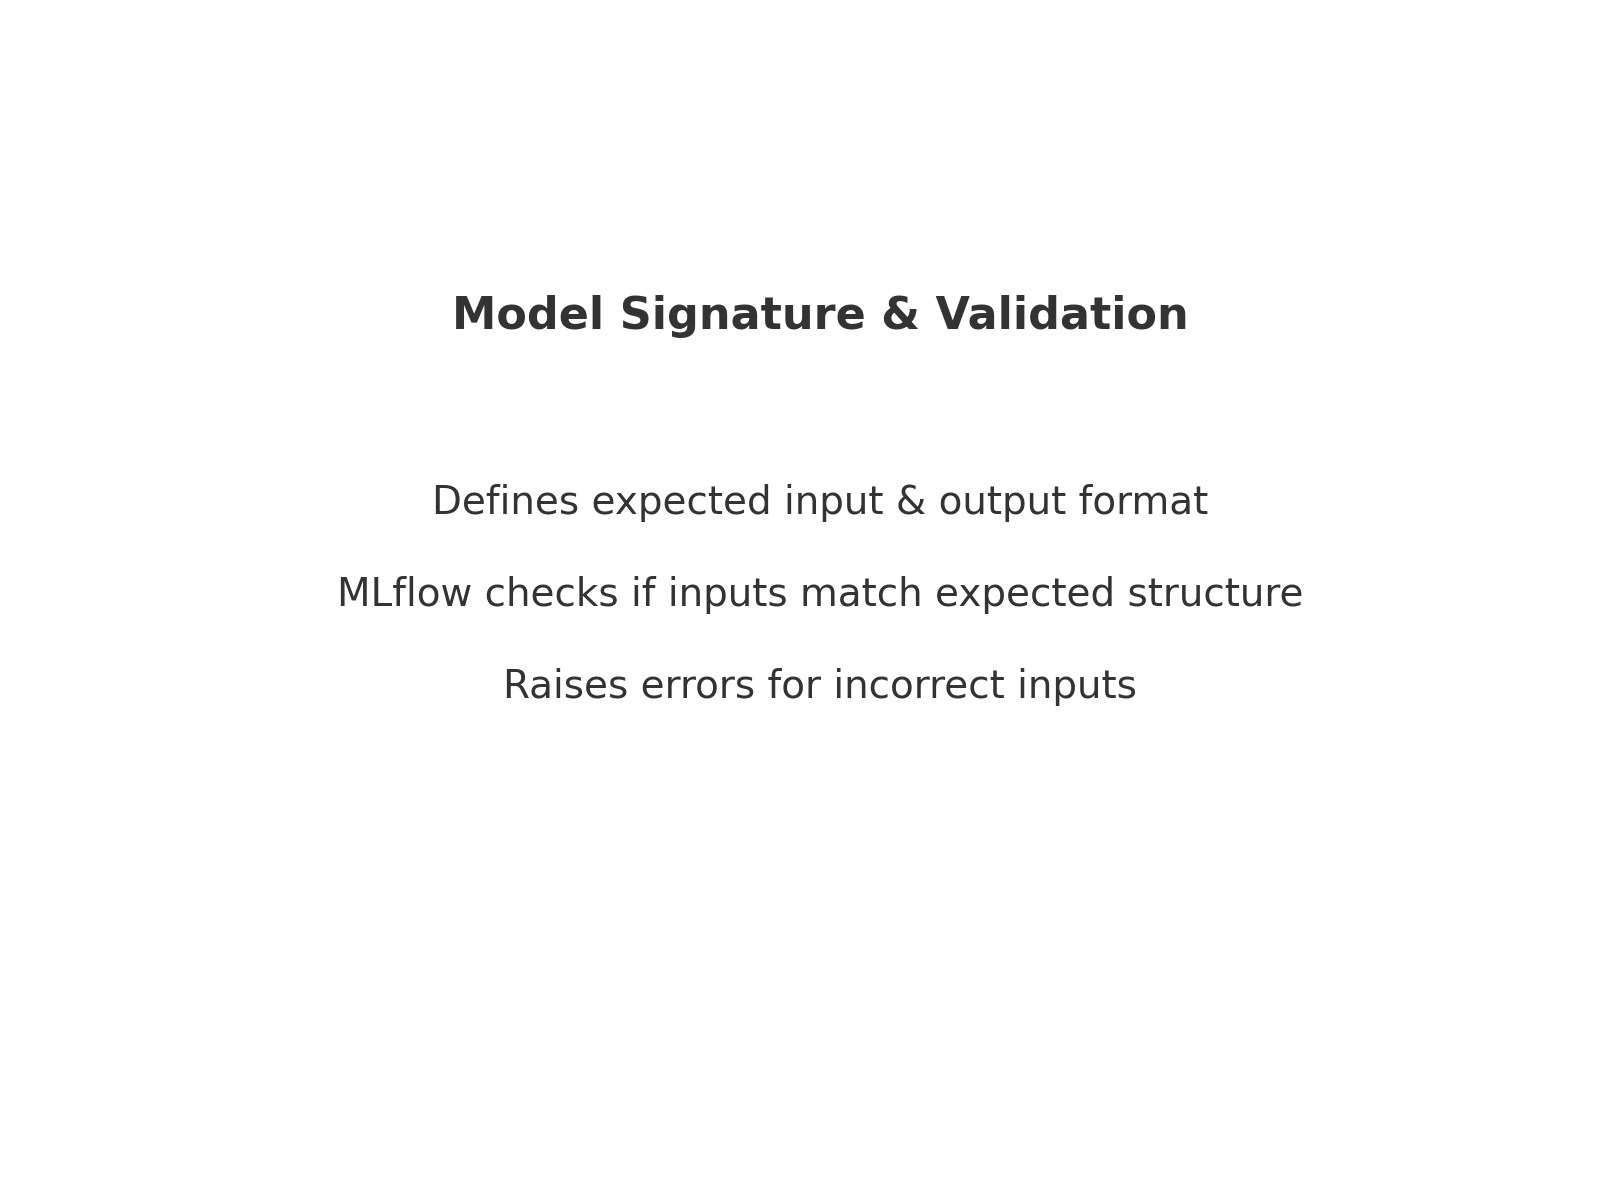 Model Signature & Validation
Defines expected input & output format
MLflow checks if inputs match expected structure
Raises errors for incorrect inputs